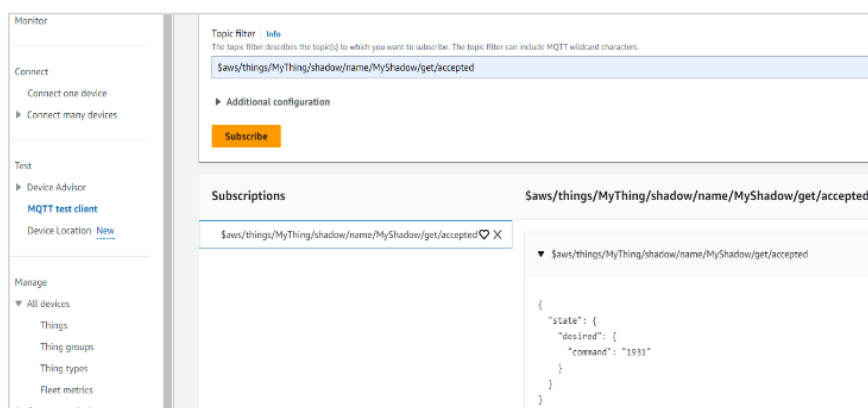 Monitor
Connect
Connect one device
Connect many devices
Test
Device Advisor
MQTT test client
Device Location New
Manage
All devices
Things
Thing groups
Thing types
Fleet metrics
Topic filter Info
The topic filter describes the topic(s) to which you want to subscribe. The topic filter can include MQTT wildcard characters.
$aws/things/MyThing/shadow/name/MyShadow/get/accepted
Additional configuration
Subscribe
Subscriptions
$aws/things/MyThing/shadow/name/MyShadow/get/accepted
$aws/things/MyThing/shadow/name/MyShadow/get/accepted
$aws/things/MyThing/shadow/name/MyShadow/get/accepted
{
"state": {
"desired": {
"command": "1931"
}
}
}